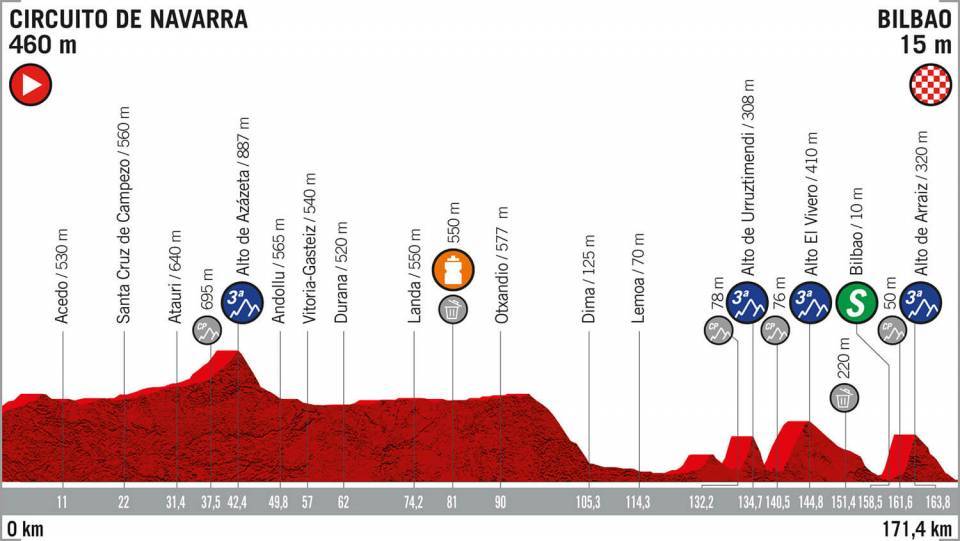 CIRCUITO DE NAVARRA
460 m
BILBAO
15 m
Acedo / 530 m
Santa Cruz de Campezo / 560 m
Atauri / 640 m
695 m
CP
Alto de Azázeta / 887 m
3ª
Andollu / 565 m
Vitoria-Gasteiz / 540 m
Durana / 520 m
Landa / 550 m
550 m
Otxandio / 577 m
Dima / 125 m
Lemoa / 70 m
78 m
CP
Alto de Urruztimendi / 308 m
3ª
76 m
CP
Alto El Vivero / 410 m
3ª
220 m
Bilbao / 10 m
S
50 m
CP
Alto de Arraiz / 320 m
3ª
11 22 31,4 37,5 42,4 49,8 57 62 74,2 81 90 105,3 114,3 132,2 134,7 140,5 144,8 151,4 158,5 161,6 163,8
0 km
171,4 km